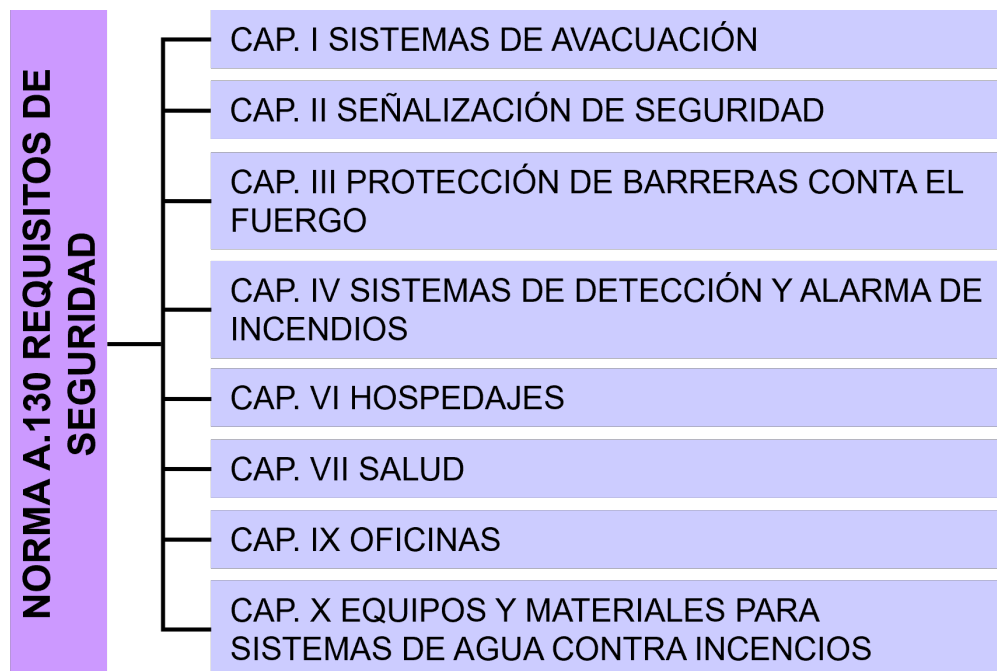 NORMA A.130 REQUISITOS DE
SEGURIDAD
CAP. I SISTEMAS DE AVACUACIÓN
CAP. II SEÑALIZACIÓN DE SEGURIDAD
CAP. III PROTECCIÓN DE BARRERAS CONTA EL
FUERGO
CAP. IV SISTEMAS DE DETECCIÓN Y ALARMA DE
INCENDIOS
CAP. VI HOSPEDAJES
CAP. VII SALUD
CAP. IX OFICINAS
CAP. X EQUIPOS Y MATERIALES PARA
SISTEMAS DE AGUA CONTRA INCENCIOS